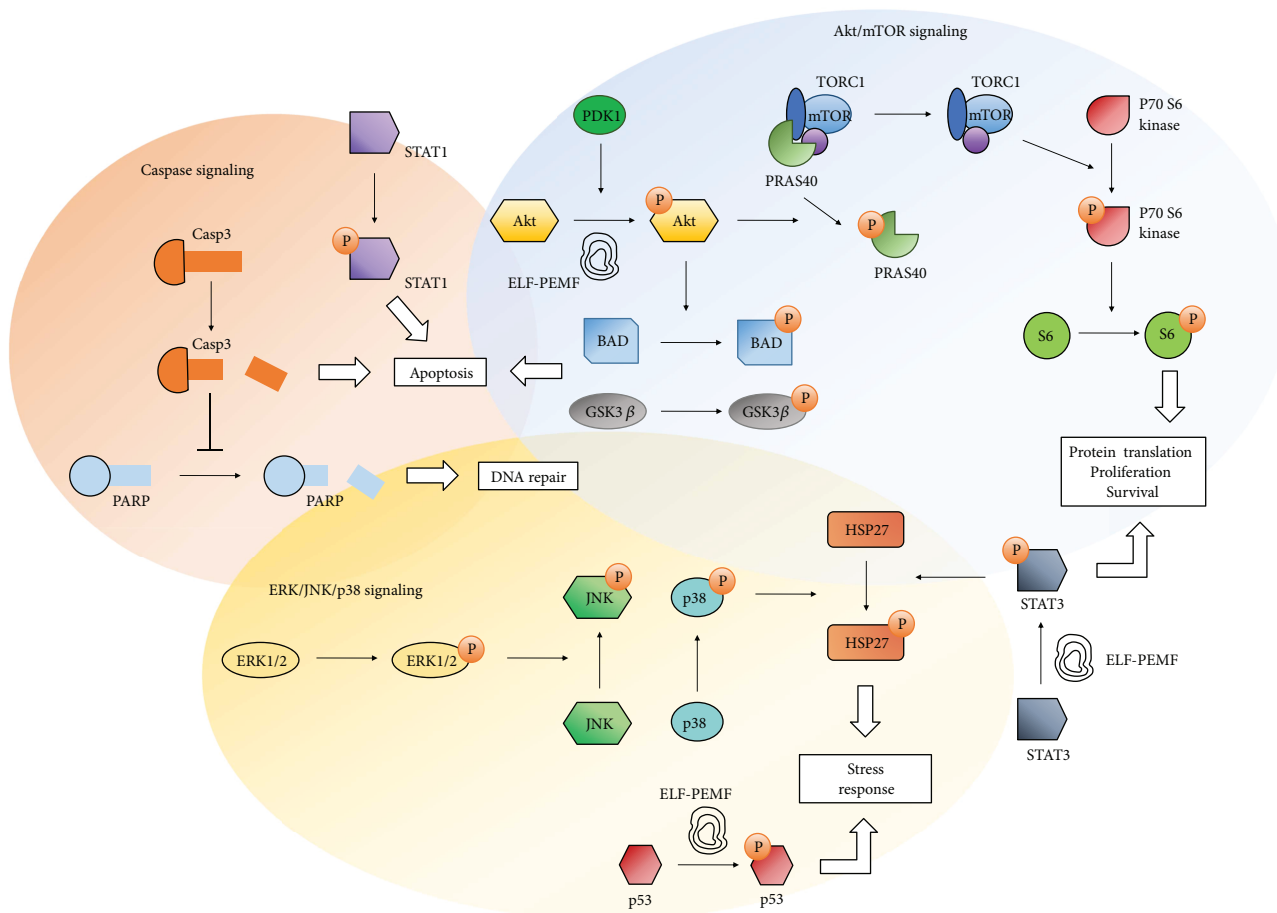 Akt/mTOR signaling
TORC1
mTOR
PRAS40
TORC1
mTOR
P70 S6
kinase
PDK1
STAT1
Caspase signaling
Akt
P
Akt
ELF-PEMF
P
PRAS40
P
P70 S6
kinase
Casp3
P
STAT1
S6
S6
P
Casp3
Apoptosis
BAD
BAD
P
GSK3 β
GSK3β
P
PARP
PARP
DNA repair
Protein translation
Proliferation
Survival
ERK/JNK/p38 signaling
ERK1/2
ERK1/2
P
JNK
P
JNK
p38
P
p38
HSP27
HSP27
P
P
STAT3
ELF-PEMF
STAT3
Stress
response
ELF-PEMF
p53
P
p53